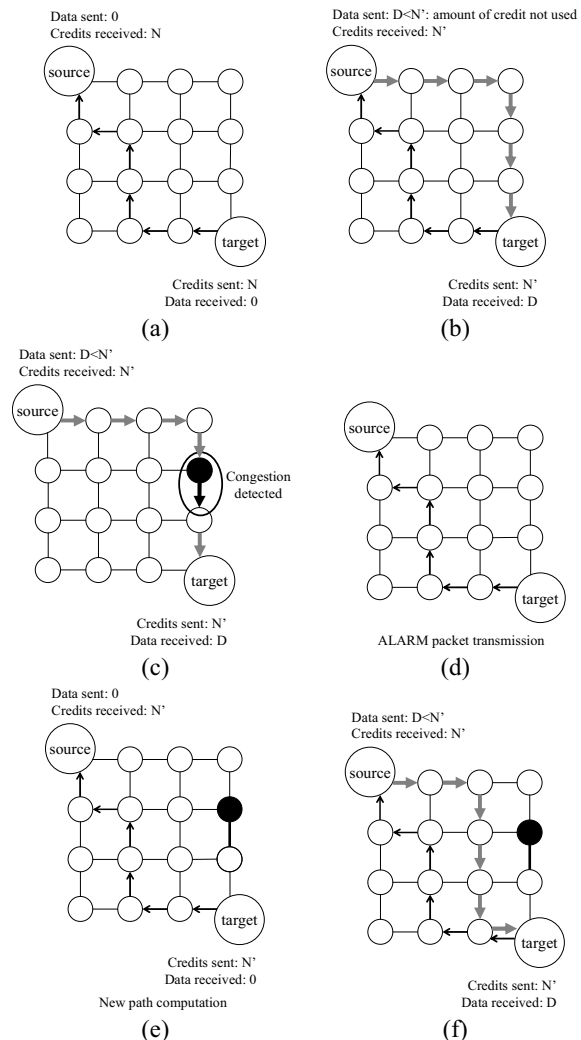 Data sent: 0
Credits received: N
source
target
Credits sent: N
Data received: 0
(a)
Data sent: D<N': amount of credit not used
Credits received: N'
source
target
Credits sent: N'
Data received: D
(b)
Data sent: D<N'
Credits received: N'
source
Congestion
detected
target
Credits sent: N'
Data received: D
(c)
source
target
ALARM packet transmission
(d)
Data sent: 0
Credits received: N'
source
target
Credits sent: N'
Data received: 0
New path computation
(e)
Data sent: D<N'
Credits received: N'
source
target
Credits sent: N'
Data received: D
(f)